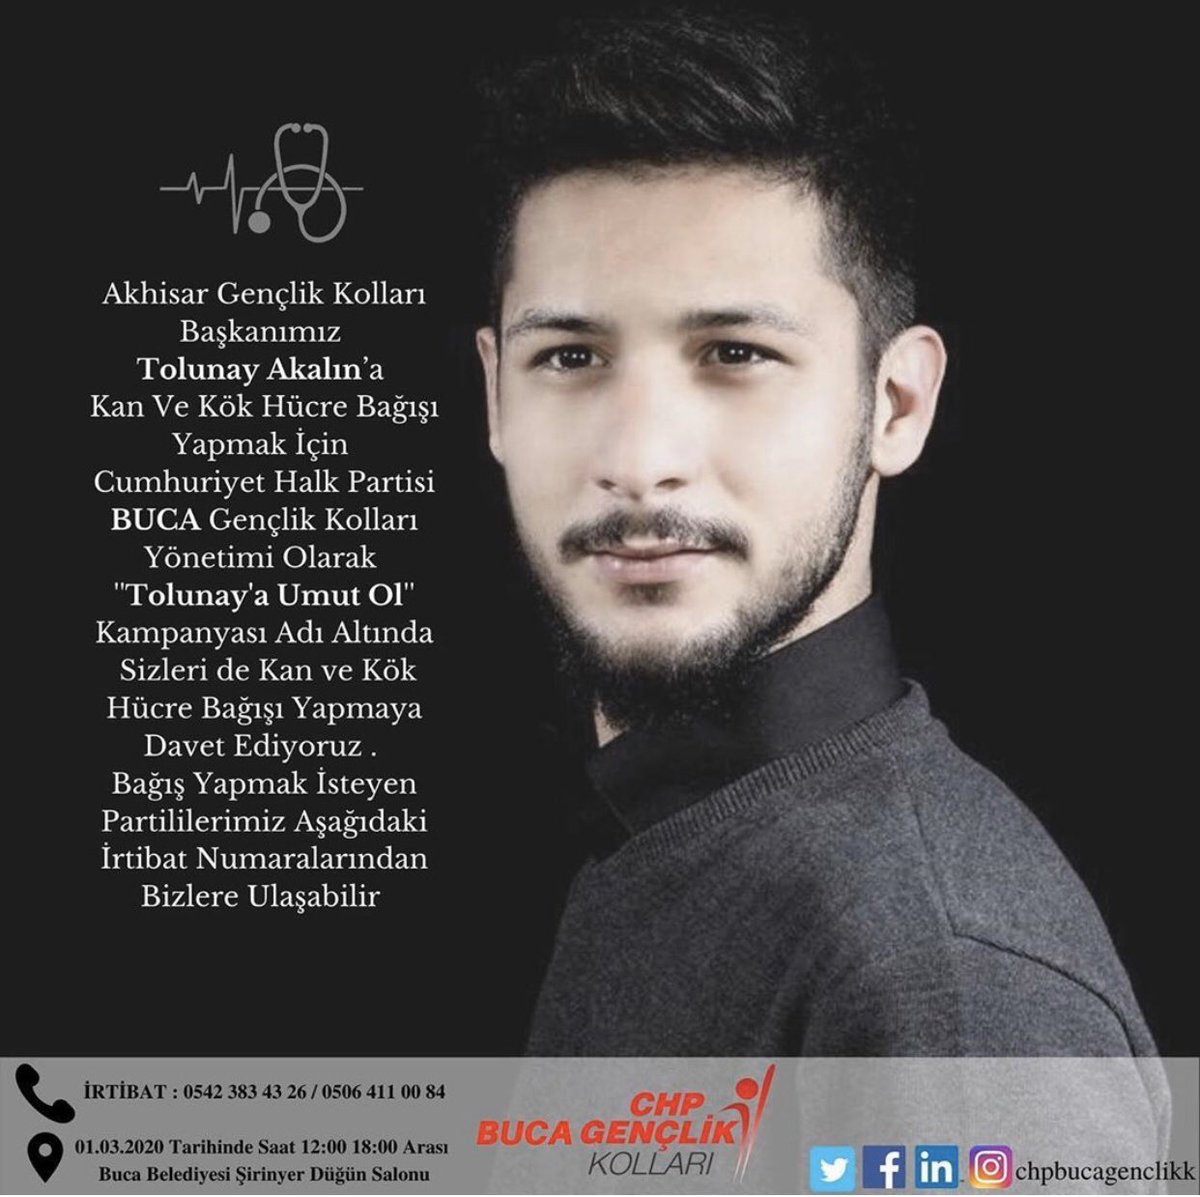 Akhisar Gençlik Kolları
Başkanımız
Tolunay Akalın’a
Kan Ve Kök Hücre Bağışı
Yapmak İçin
Cumhuriyet Halk Partisi
BUCA Gençlik Kolları
Yönetimi Olarak
"Tolunay'a Umut Ol"
Kampanyası Adı Altında
Sizleri de Kan ve Kök
Hücre Bağışı Yapmaya
Davet Ediyoruz .
Bağış Yapmak İsteyen
Partililerimiz Aşağıdaki
İrtibat Numaralarından
Bizlere Ulaşabilir
İRTİBAT : 0542 383 43 26 / 0506 411 00 84
01.03.2020 Tarihinde Saat 12:00 18:00 Arası
Buca Belediyesi Şirinyer Düğün Salonu
CHP
BUCA GENÇLİK
KOLLARI
chpbucagenclikk